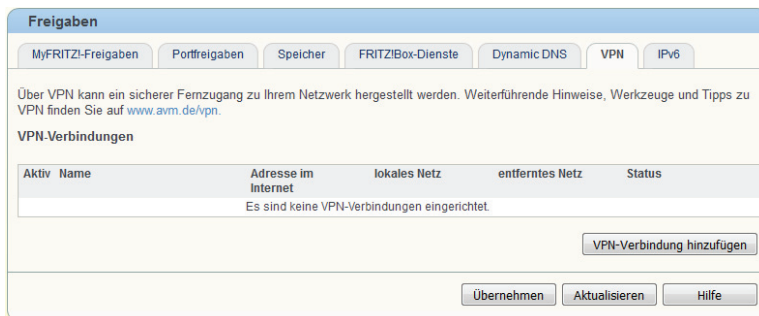 Freigaben
MyFRITZ!-Freigaben Portfreigaben Speicher FRITZ!Box-Dienste Dynamic DNS VPN IPv6
Über VPN kann ein sicherer Fernzugang zu Ihrem Netzwerk hergestellt werden. Weiterführende Hinweise, Werkzeuge und Tipps zu
VPN finden Sie auf www.avm.de/vpn.
VPN-Verbindungen
Aktiv Name Adresse im Internet lokales Netz entferntes Netz Status
Es sind keine VPN-Verbindungen eingerichtet.
VPN-Verbindung hinzufügen
Übernehmen Aktualisieren Hilfe